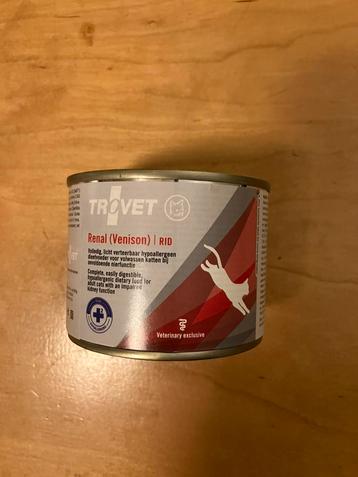 TROVET
Renal (Venison) | RID
Volledig, licht verteerbaar hypoallergeen
dieetvoeder voor volwassen katten bij
onvoldoende nierfunctie
Complete, easily digestible,
hypoallergenic dietary food for
adult cats with an impaired
kidney function
Veterinary exclusive